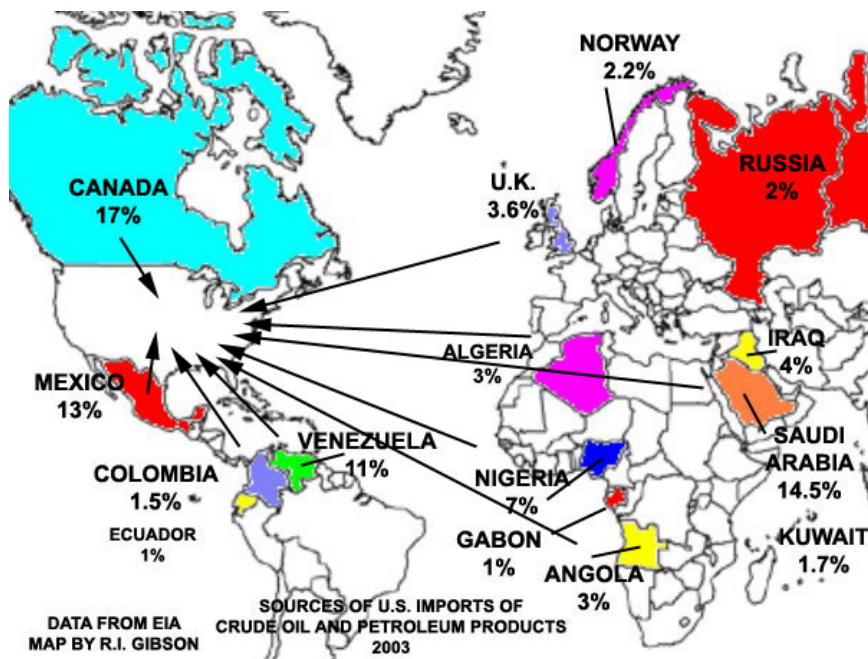 NORWAY
2.2%
CANADA
17%
U.K.
3.6%
RUSSIA
2%
MEXICO
13%
ALGERIA
3%
IRAQ
4%
COLOMBIA
1.5%
VENEZUELA
11%
NIGERIA
7%
SAUDI
ARABIA
14.5%
ECUADOR
1%
GABON
1%
ANGOLA
3%
KUWAIT
1.7%
DATA FROM EIA
MAP BY R.I. GIBSON
SOURCES OF U.S. IMPORTS OF
CRUDE OIL AND PETROLEUM PRODUCTS
2003